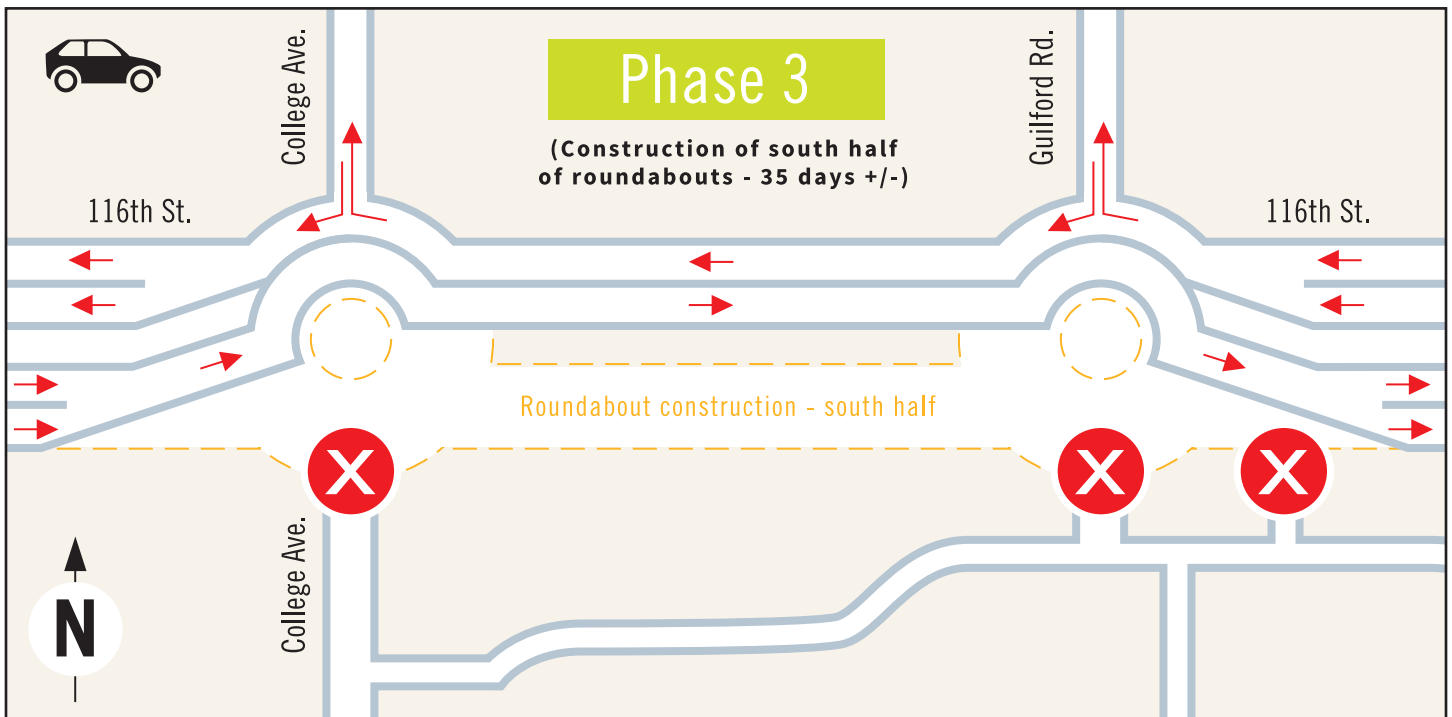 College Ave.
Phase 3
Guilford Rd.
(Construction of south half
of roundabouts - 35 days +/-)
116th St.
116th St.
Roundabout construction - south half
X
X
X
College Ave.
N